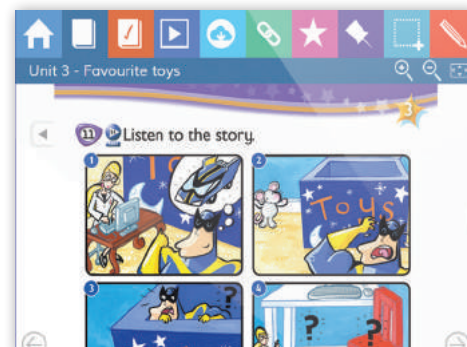 Unit 3 - Favourite toys
3
11 Listen to the story.
1
2
Toys
3
?
4
? ?